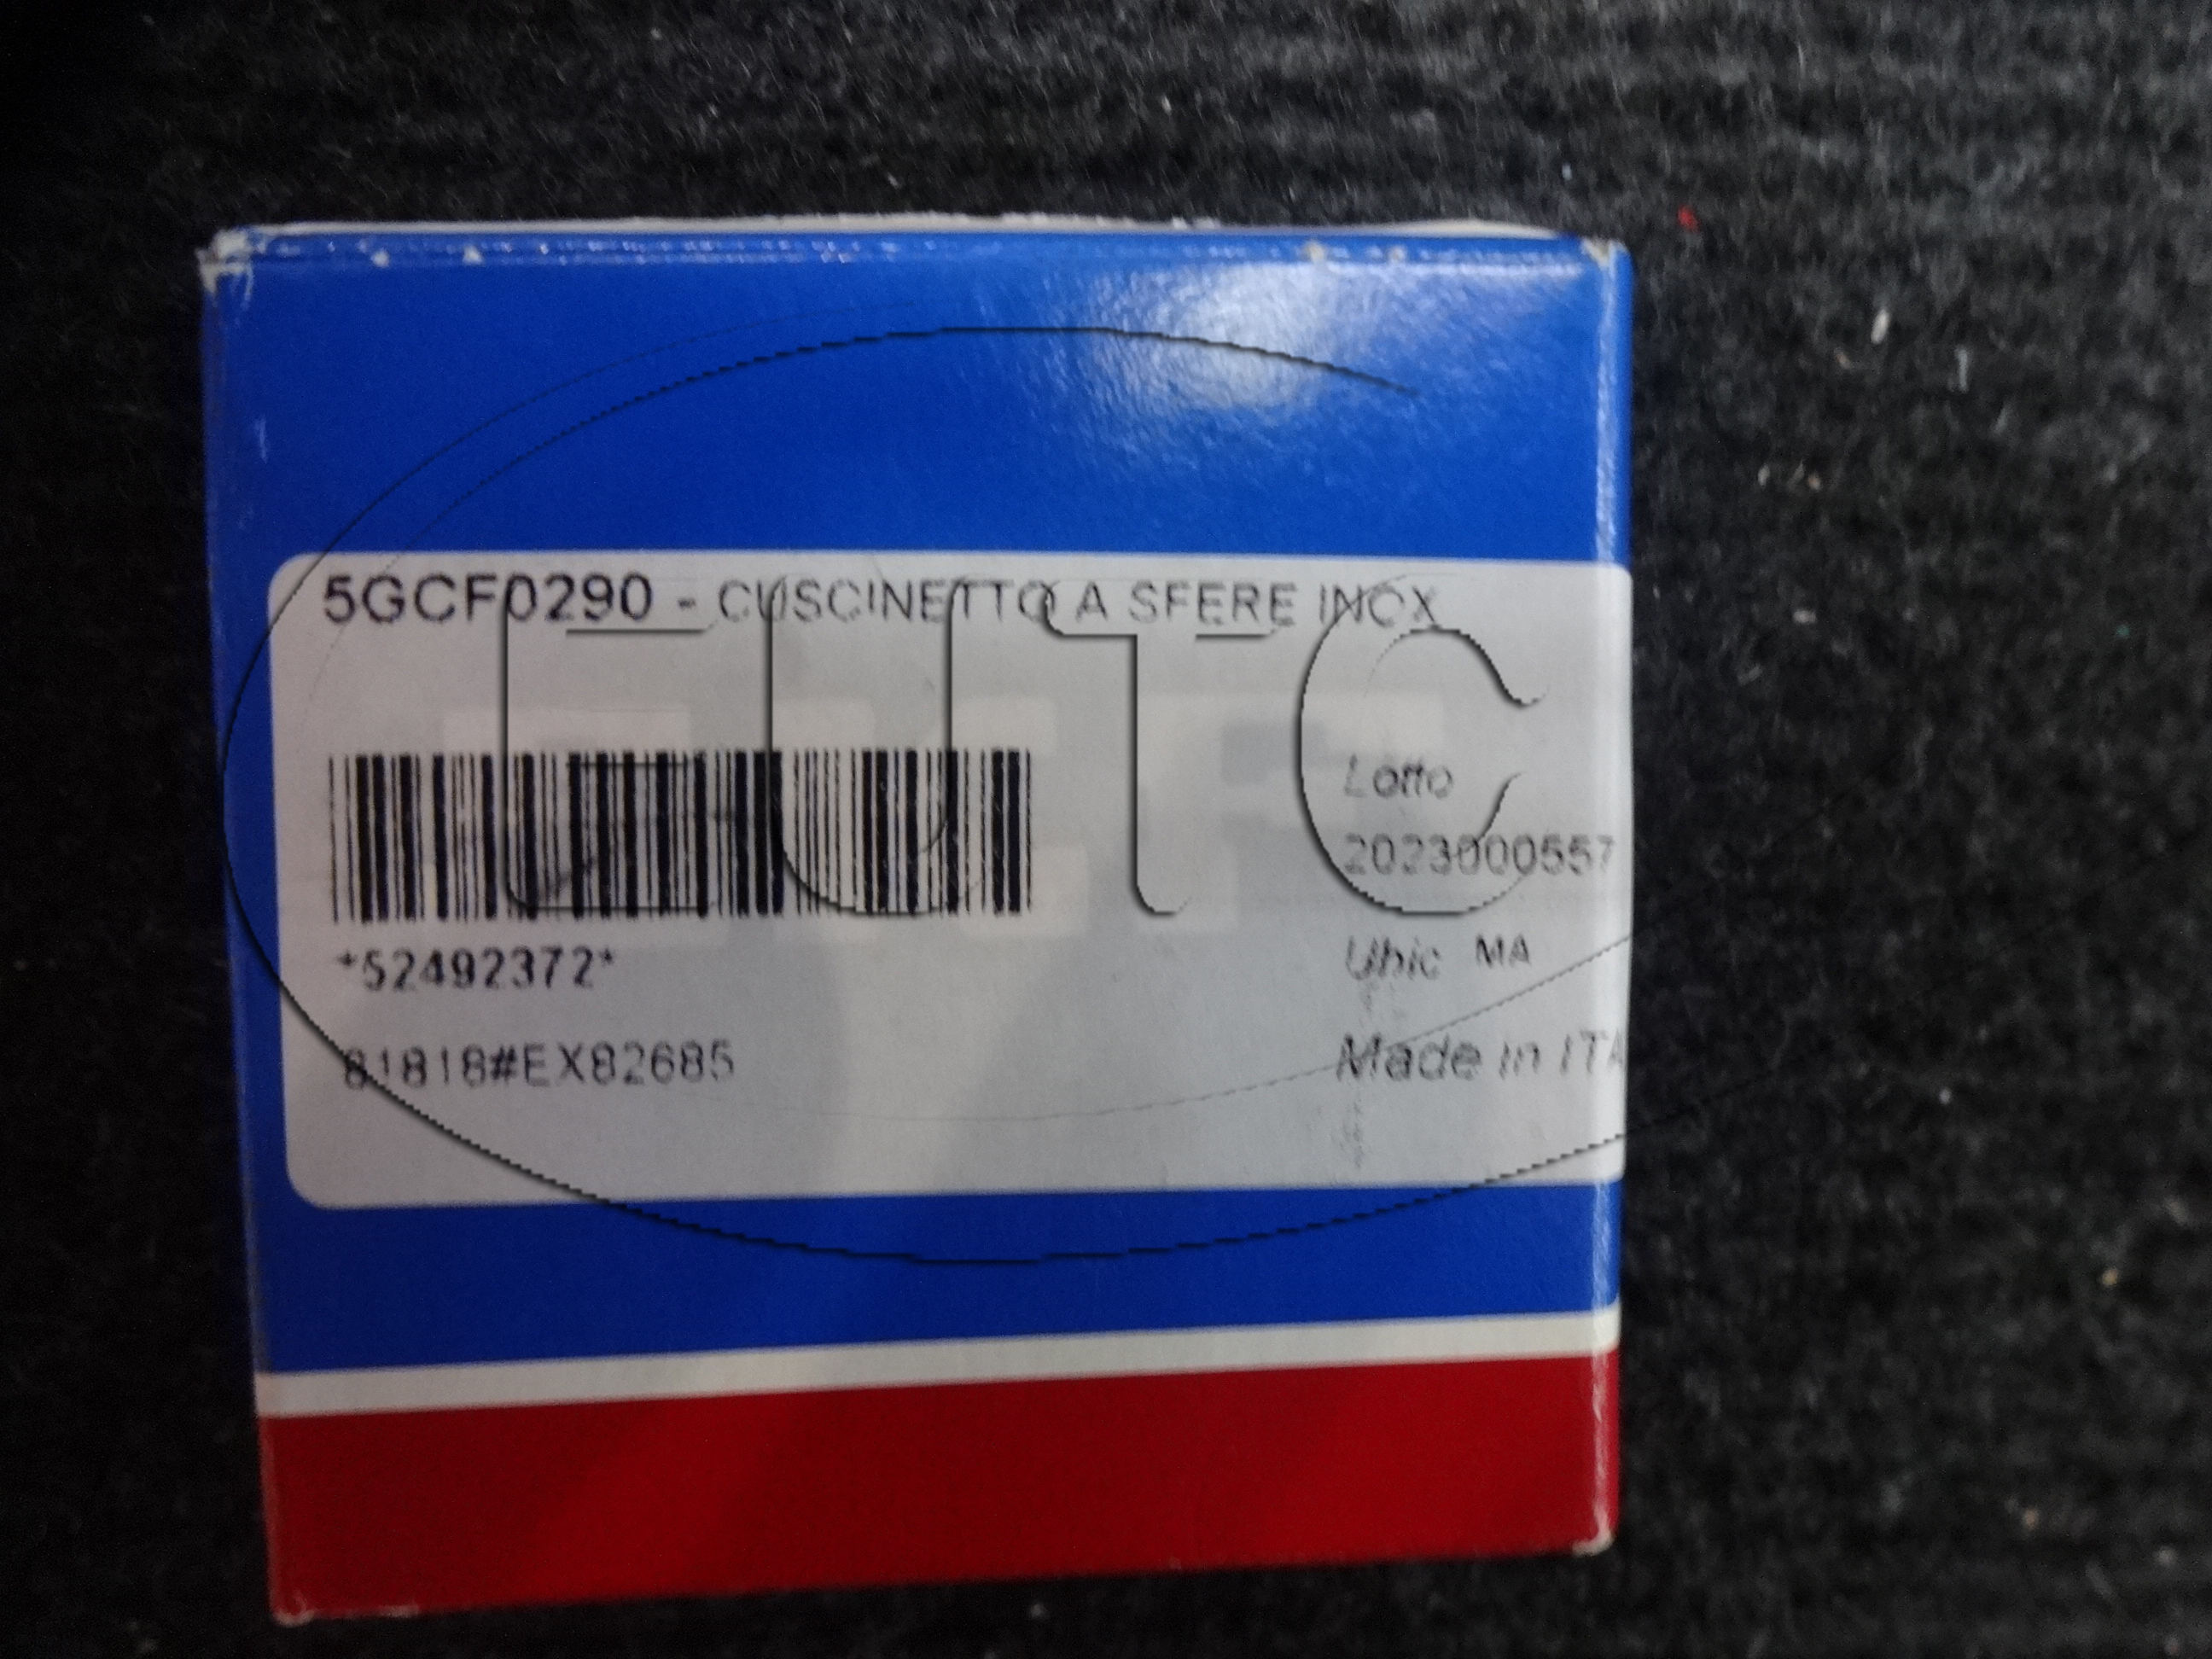 5GCF0290 - CUSCINETTO A SFERE INOX
Lotto
2023000557
*52492372*
Ubic MA
81818#EX82685
Made in ITA
EUTC